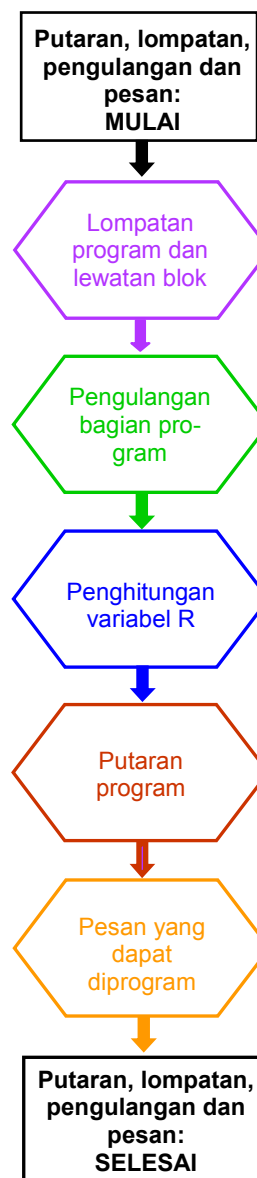 Putaran, lompatan,
pengulangan dan
pesan:
MULAI
Lompatan
program dan
lewatan blok
Pengulangan
bagian pro-
gram
Penghitungan
variabel R
Putaran
program
Pesan yang
dapat
diprogram
Putaran, lompatan,
pengulangan dan
pesan:
SELESAI